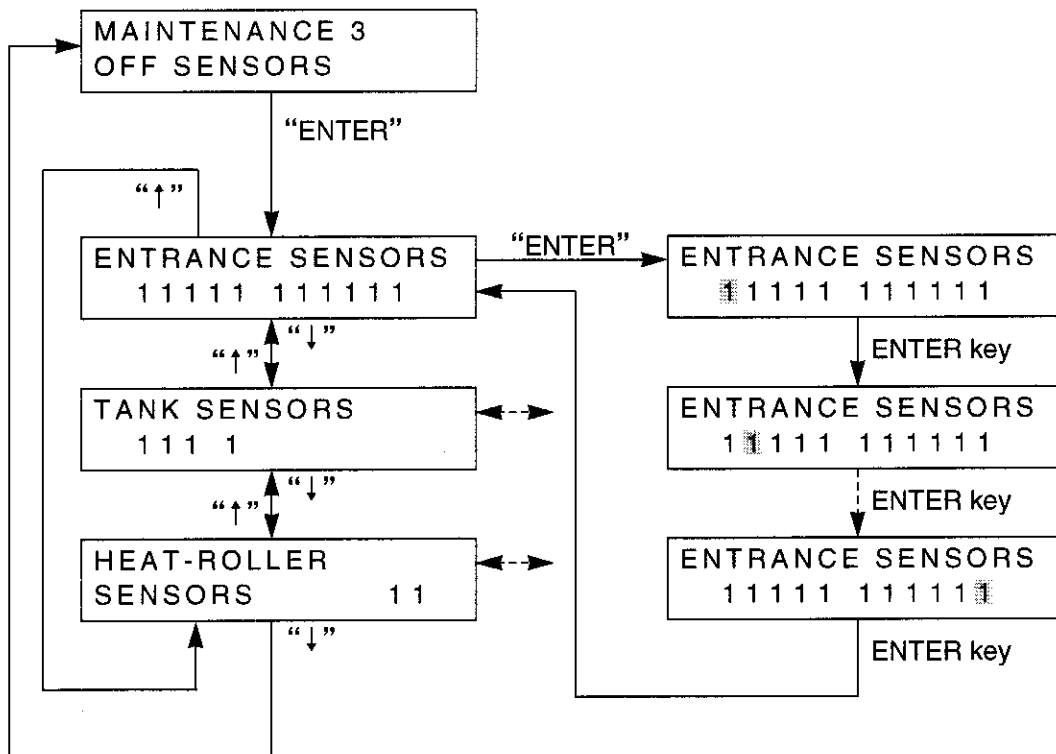 MAINTENANCE 3
OFF SENSORS
“ENTER”
“↑”
ENTRANCE SENSORS
11111 111111
“ENTER”
ENTRANCE SENSORS
11111 111111
“↓”
“↑”
ENTER key
TANK SENSORS
111 1
ENTRANCE SENSORS
11111 111111
“↓”
“↑”
ENTER key
HEAT-ROLLER
SENSORS 11
ENTRANCE SENSORS
11111 111111
“↓”
ENTER key